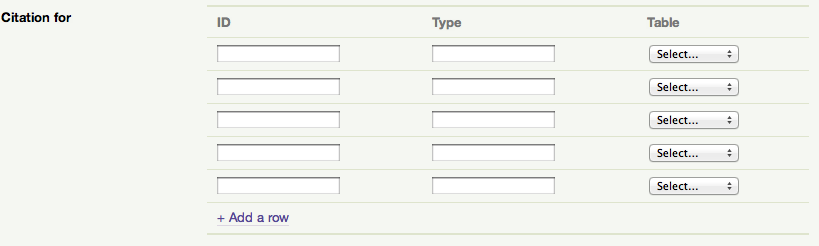 Citation for
ID Type Table
Select...
Select...
Select...
Select...
Select...
+ Add a row